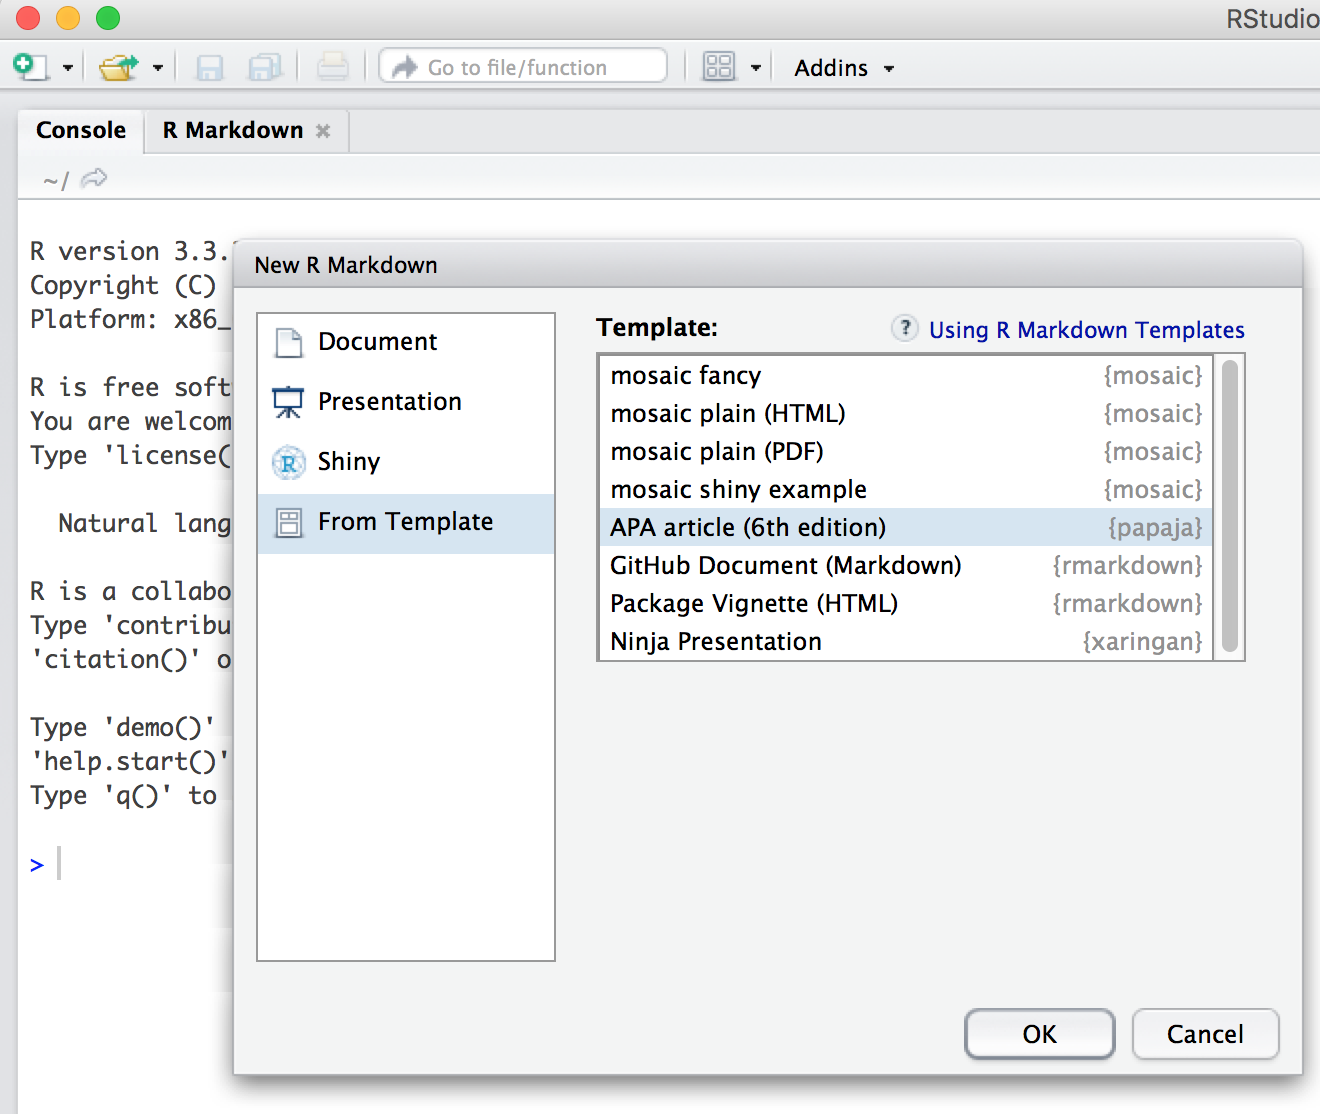 RStudio
Go to file/function
Addins
Console
R Markdown
~/
R version 3.3.
Copyright (C)
Platform: x86_
R is free soft
You are welcom
Type 'license(
Natural lang
R is a collabo
Type 'contribu
'citation()' o
Type 'demo()'
'help.start()'
Type 'q()' to
>
New R Markdown
Document
Presentation
Shiny
From Template
Template:
? Using R Markdown Templates
mosaic fancy {mosaic}
mosaic plain (HTML) {mosaic}
mosaic plain (PDF) {mosaic}
mosaic shiny example {mosaic}
APA article (6th edition) {papaja}
GitHub Document (Markdown) {rmarkdown}
Package Vignette (HTML) {rmarkdown}
Ninja Presentation {xaringan}
OK
Cancel